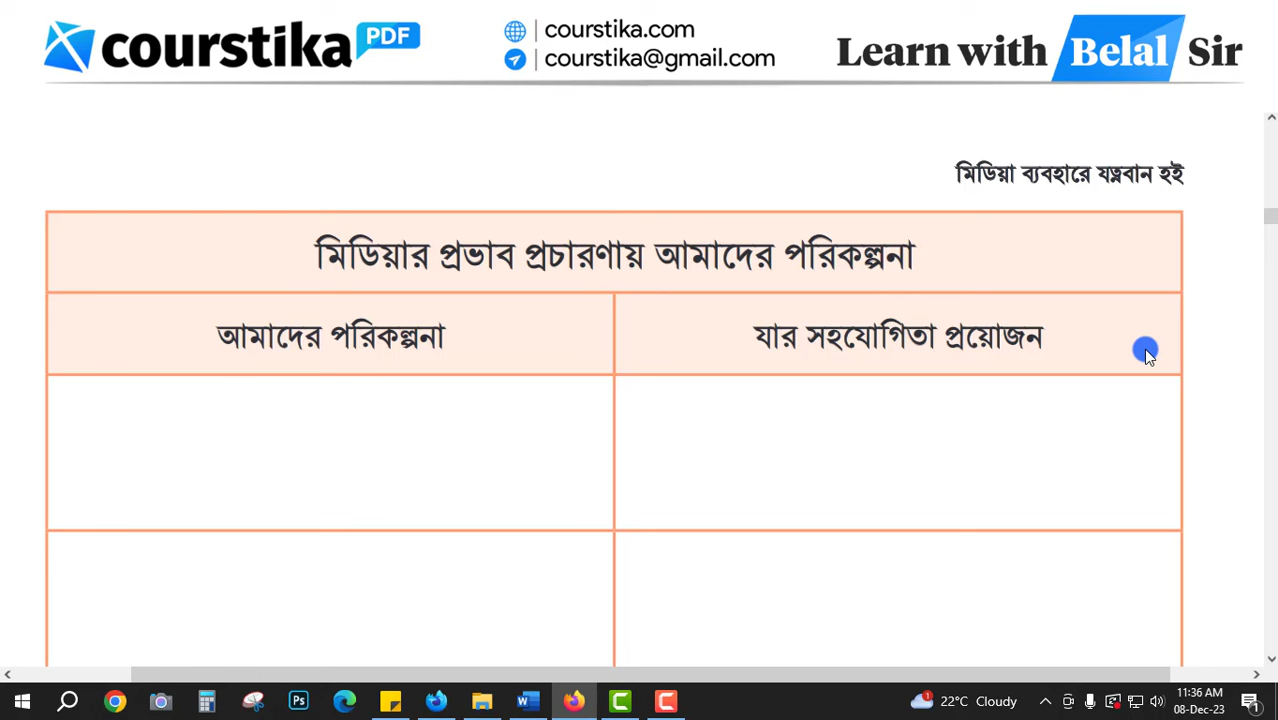 courstika PDF
courstika.com
courstika@gmail.com
Learn with Belal Sir
মিডিয়া ব্যবহারে যত্নবান হই
মিডিয়ার প্রভাব প্রচারণায় আমাদের পরিকল্পনা
আমাদের পরিকল্পনা
যার সহযোগিতা প্রয়োজন
22°C Cloudy
11:36 AM
08-Dec-23